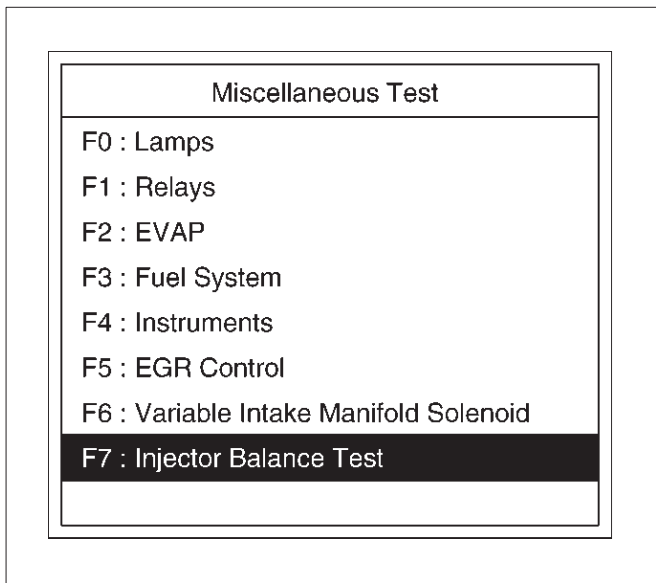 Miscellaneous Test
F0 : Lamps
F1 : Relays
F2 : EVAP
F3 : Fuel System
F4 : Instruments
F5 : EGR Control
F6 : Variable Intake Manifold Solenoid
F7 : Injector Balance Test